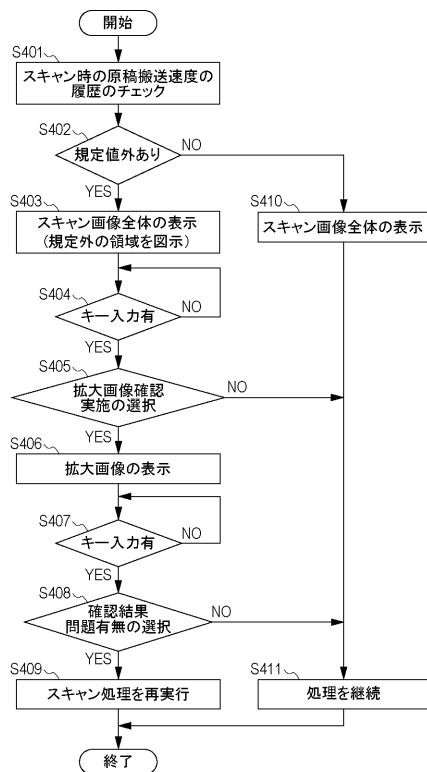 開始
S401
スキャン時の原稿搬送速度の
履歴のチェック
S402
規定値外あり
NO
YES
S403
スキャン画像全体の表示
(規定外の領域を図示)
S410
スキャン画像全体の表示
S404
キー入力有
NO
YES
S405
拡大画像確認
実施の選択
NO
YES
S406
拡大画像の表示
S407
キー入力有
NO
YES
S408
確認結果
問題有無の選択
NO
YES
S409
スキャン処理を再実行
S411
処理を継続
終了